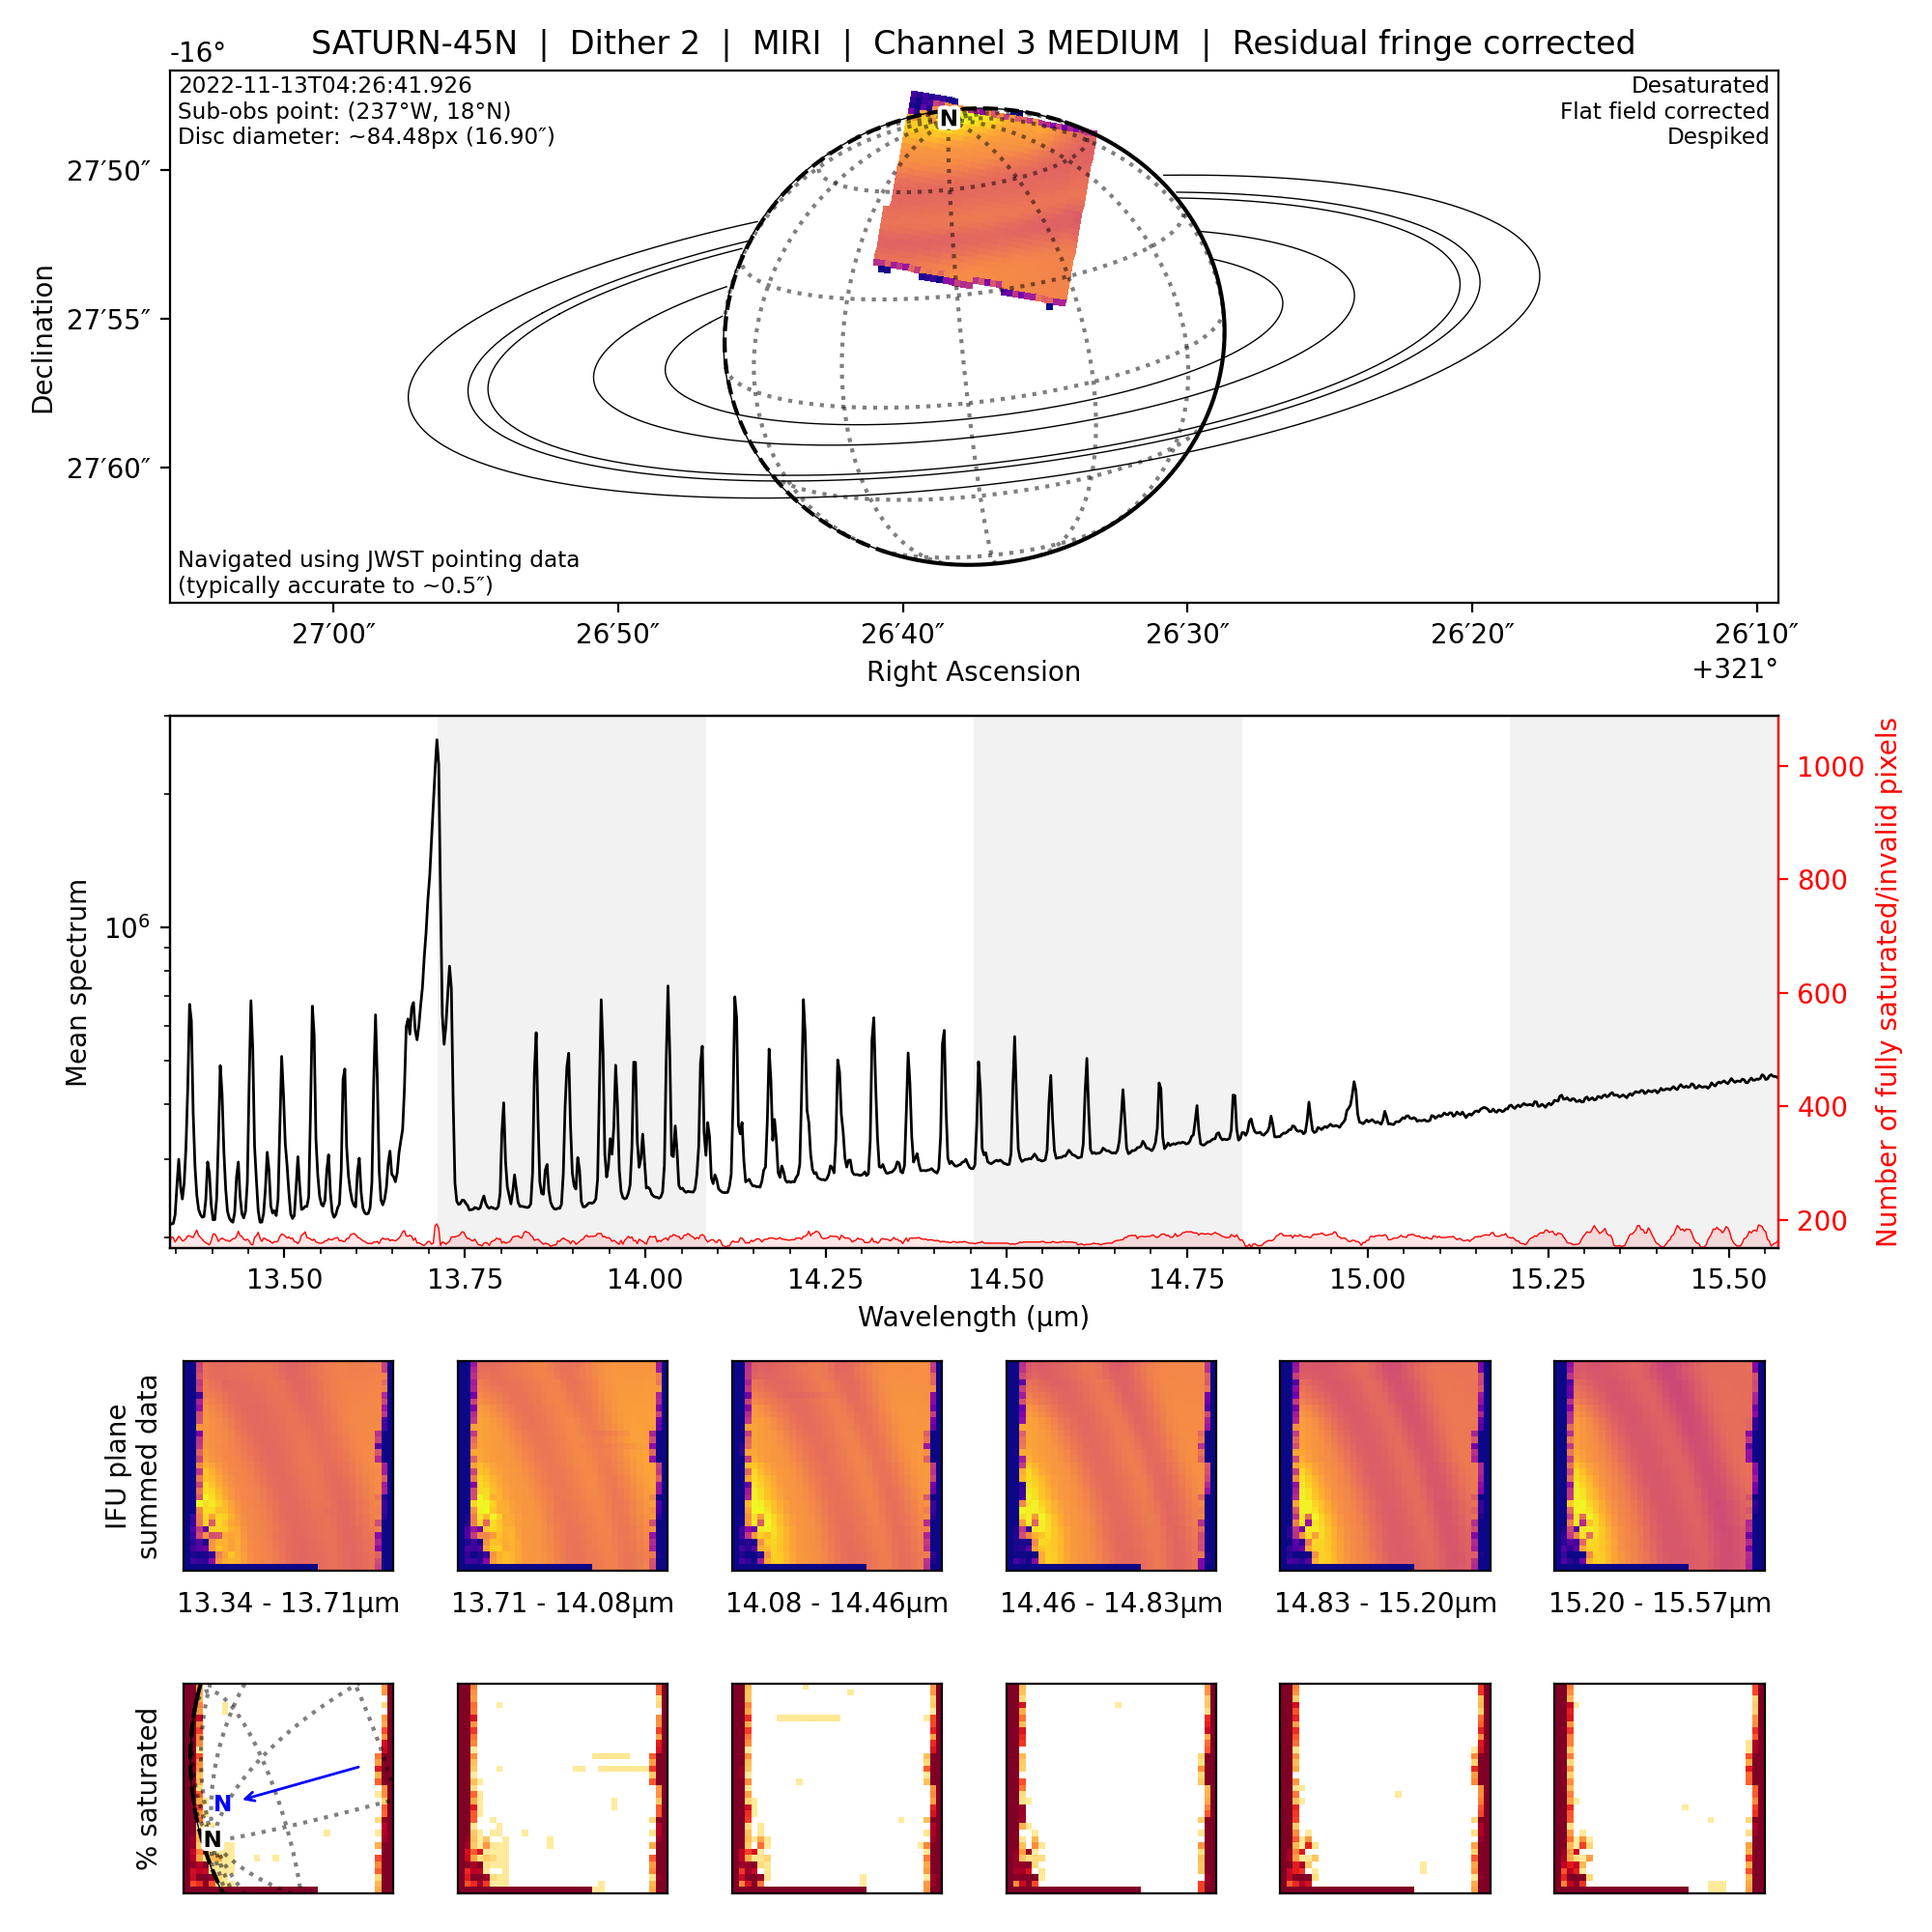 SATURN-45N | Dither 2 | MIRI | Channel 3 MEDIUM | Residual fringe corrected
-16°
2022-11-13T04:26:41.926
Sub-obs point: (237°W, 18°N)
Disc diameter: ~84.48px (16.90″)
Desaturated
Flat field corrected
Despiked
N
27′50″
27′55″
27′60″
Declination
Navigated using JWST pointing data
(typically accurate to ~0.5″)
27′00″ 26′50″ 26′40″ 26′30″ 26′20″ 26′10″
Right Ascension
+321°
Mean spectrum
10⁶
1000
800
600
400
200
Number of fully saturated/invalid pixels
13.50 13.75 14.00 14.25 14.50 14.75 15.00 15.25 15.50
Wavelength (μm)
IFU plane
summed data
13.34 - 13.71μm 13.71 - 14.08μm 14.08 - 14.46μm 14.46 - 14.83μm 14.83 - 15.20μm 15.20 - 15.57μm
% saturated
N
N